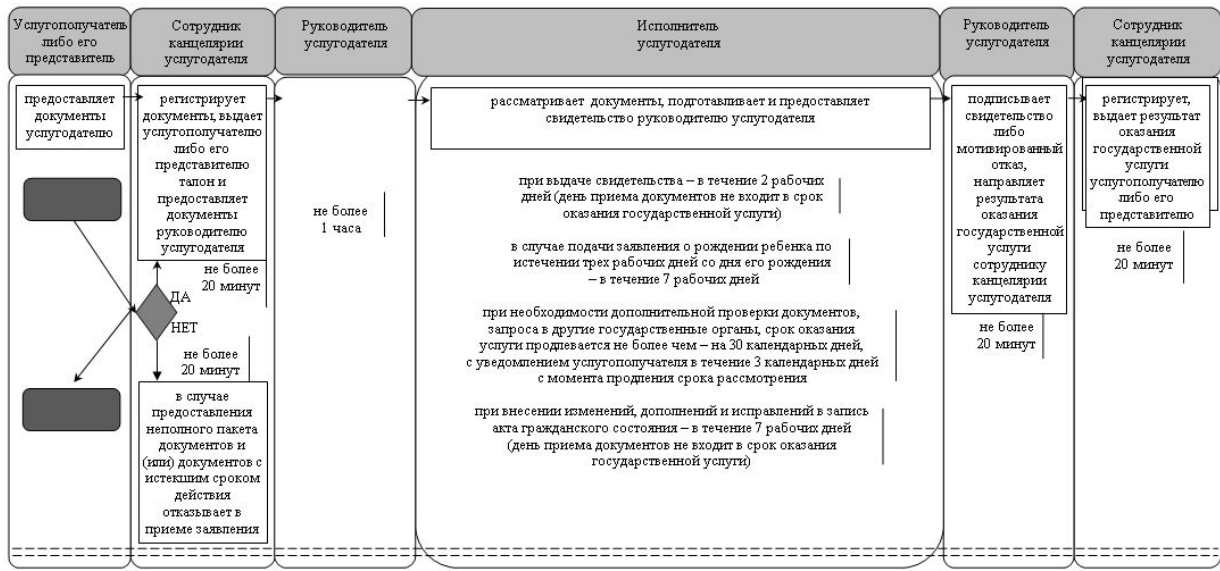 Услугополучатель
либо его
представитель
Сотрудник
канцелярии
услугодателя
Руководитель
услугодателя
Исполнитель
услугодателя
Руководитель
услугодателя
Сотрудник
канцелярии
услугодателя
предоставляет
документы
услугодателю
регистрирует
документы, выдает
услугополучателю
либо его
представителю
талон и
предоставляет
документы
руководителю
услугодателя
не более
20 минут
ДА
НЕТ
не более
20 минут
в случае
предоставления
неполного пакета
документов и
(или) документов с
истекшим сроком
действия
отказывает в
приеме заявления
не более
1 часа
рассматривает документы, подготавливает и предоставляет
свидетельство руководителю услугодателя
при выдаче свидетельства – в течение 2 рабочих
дней (день приема документов не входит в срок
оказания государственной услуги)
в случае подачи заявления о рождении ребенка по
истечении трех рабочих дней со дня его рождения
– в течение 7 рабочих дней
при необходимости дополнительной проверки документов,
запроса в другие государственные органы, срок оказания
услуги продлевается не более чем – на 30 календарных дней,
с уведомлением услугополучателя в течение 3 календарных дней
с момента продления срока рассмотрения
при внесении изменений, дополнений и исправлений в запись
акта гражданского состояния – в течение 7 рабочих дней
(день приема документов не входит в срок оказания
государственной услуги)
подписывает
свидетельство
либо
мотивированный
отказ,
направляет
результата
оказания
государственной
услуги
сотруднику
канцелярии
услугодателя
не более
20 минут
регистрирует,
выдает результат
оказания
государственной
услуги
услугополучателю
либо его
представителю
не более
20 минут